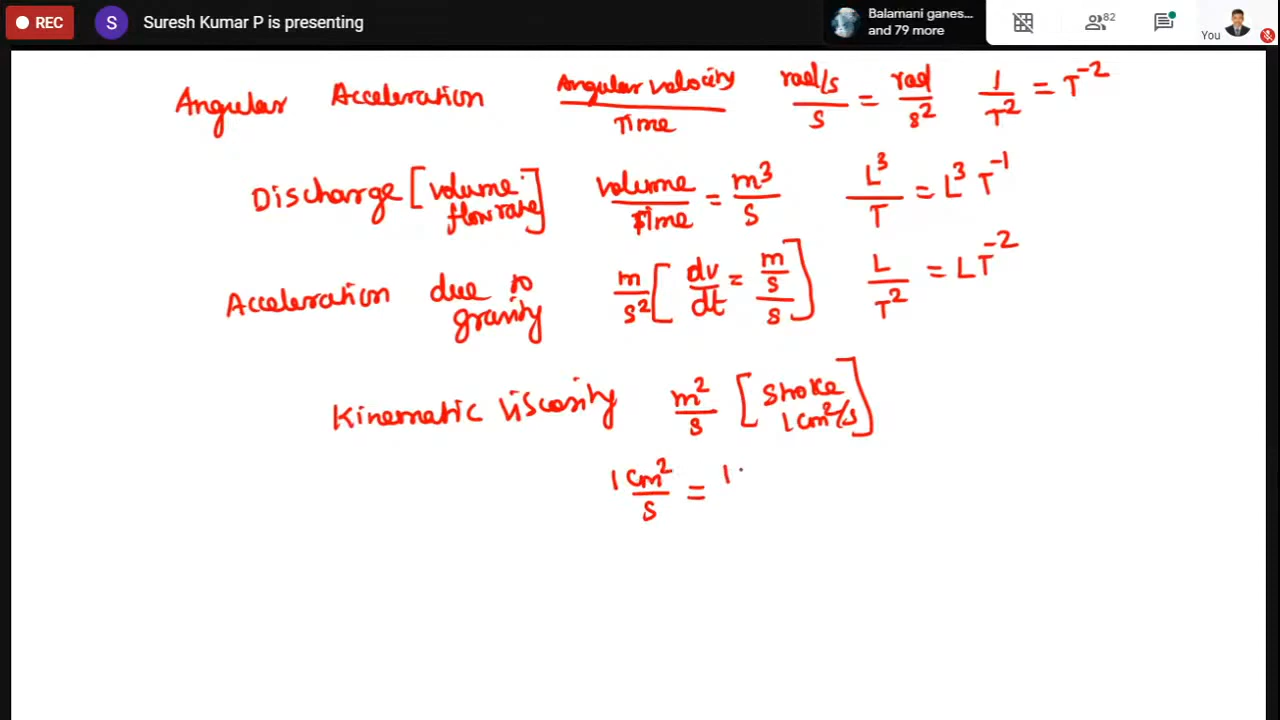 REC S Suresh Kumar P is presenting Balamani ganes... and 79 more 82 You
Angular Acceleration Angular velocity/Time rad/s/s = rad/s² 1/T² = T⁻²
Discharge [volume flow rate] volume/Time = m³/s L³/T = L³ T⁻¹
Acceleration due to gravity m/s² [dv/dt = m/s/s] L/T² = LT⁻²
Kinematic viscosity m²/s [Stoke 1cm²/s]
1 cm²/s = 1